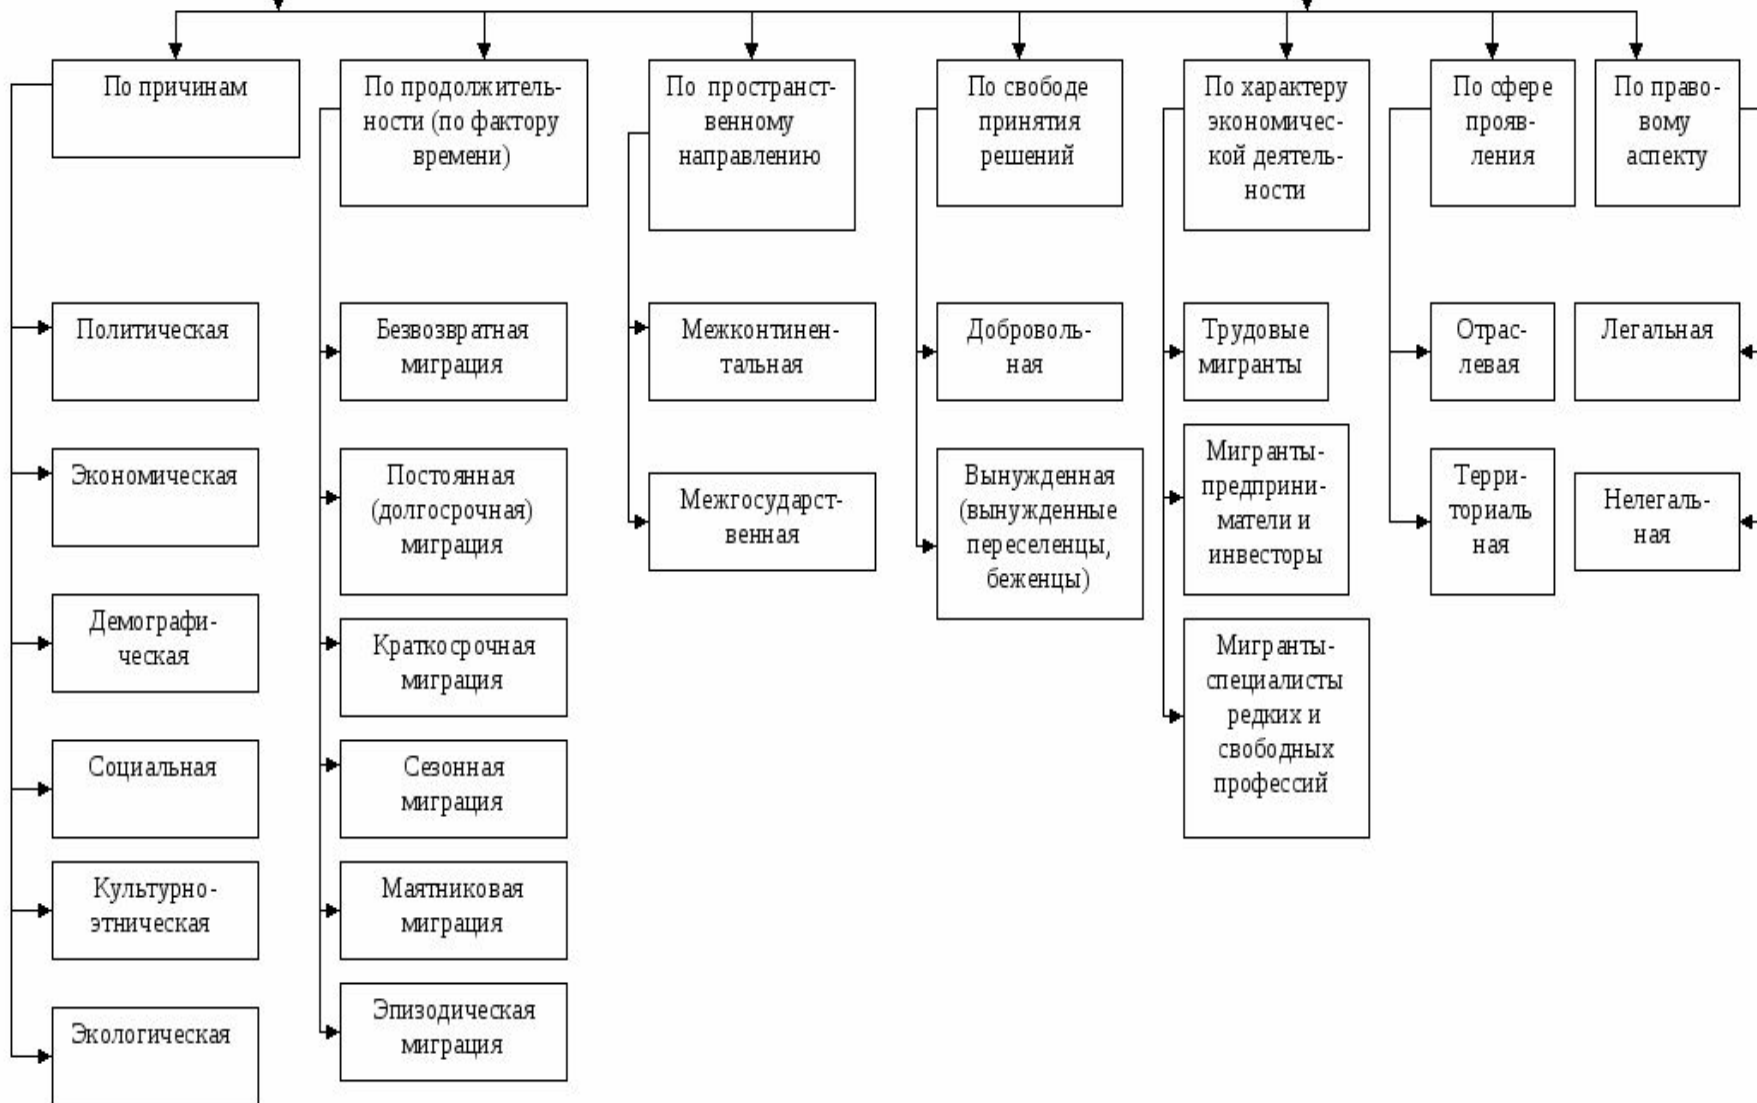 По причинам
По продолжитель-
ности (по фактору
времени)
По пространст-
венному
направлению
По свободе
принятия
решений
По характеру
экономичес-
кой деятель-
ности
По сфере
прояв-
ления
По право-
вому
аспекту
Политическая
Экономическая
Демографи-
ческая
Социальная
Культурно-
этническая
Экологическая
Безвозвратная
миграция
Постоянная
(долгосрочная)
миграция
Краткосрочная
миграция
Сезонная
миграция
Маятниковая
миграция
Эпизодическая
миграция
Межконтинен-
тальная
Межгосударст-
венная
Доброволь-
ная
Вынужденная
(вынужденные
переселенцы,
беженцы)
Трудовые
мигранты
Мигранты-
предприни-
матели и
инвесторы
Мигранты-
специалисты
редких и
свободных
профессий
Отрас-
левая
Терри-
ториаль
ная
Легальная
Нелегаль-
ная